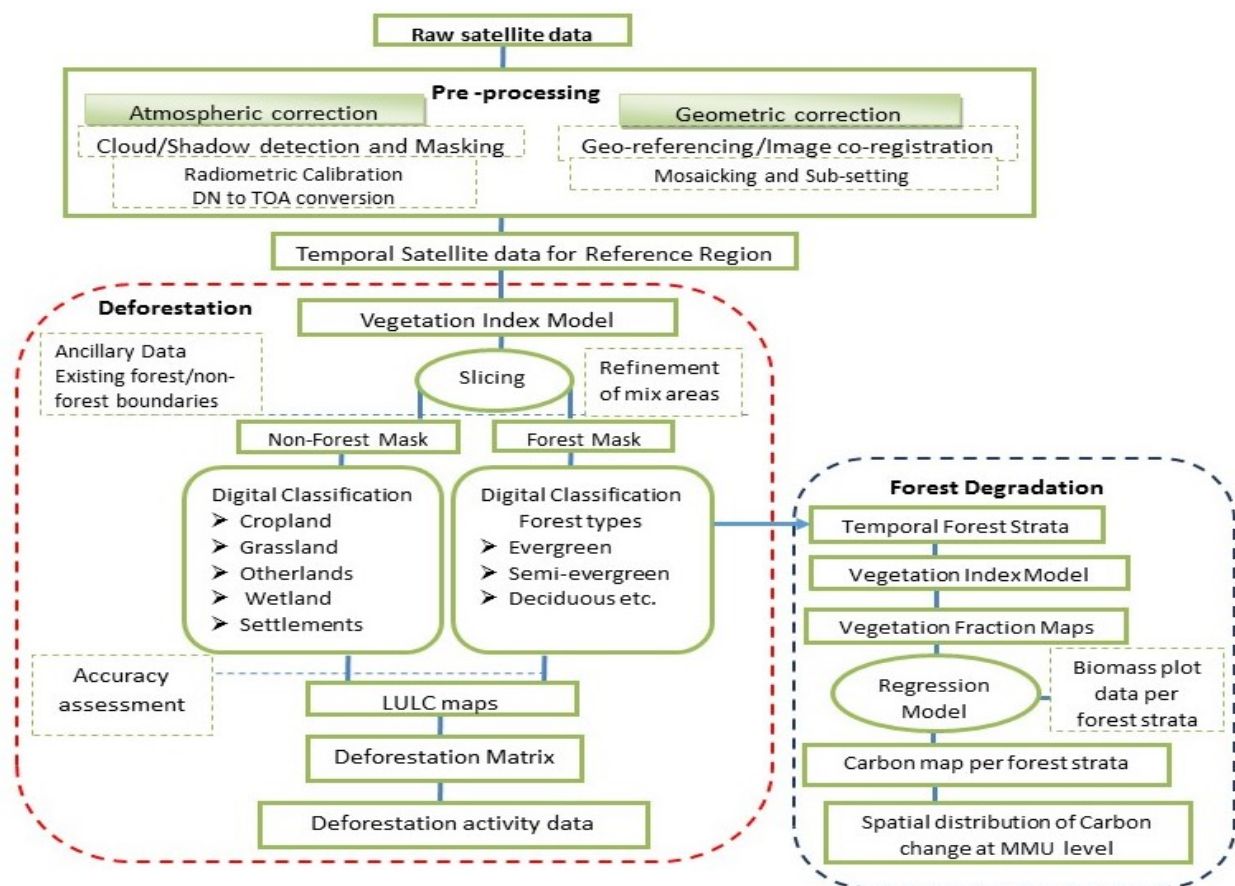 Raw satellite data
Pre -processing
Atmospheric correction
Cloud/Shadow detection and Masking
Radiometric Calibration
DN to TOA conversion
Geometric correction
Geo-referencing/Image co-registration
Mosaicking and Sub-setting
Temporal Satellite data for Reference Region
Deforestation
Vegetation Index Model
Ancillary Data
Existing forest/non-
forest boundaries
Slicing
Refinement
of mix areas
Non-Forest Mask
Forest Mask
Digital Classification
➤ Cropland
➤ Grassland
➤ Otherlands
➤ Wetland
➤ Settlements
Digital Classification
Forest types
➤ Evergreen
➤ Semi-evergreen
➤ Deciduous etc.
Accuracy
assessment
LULC maps
Deforestation Matrix
Deforestation activity data
Forest Degradation
Temporal Forest Strata
Vegetation Index Model
Vegetation Fraction Maps
Regression
Model
Biomass plot
data per
forest strata
Carbon map per forest strata
Spatial distribution of Carbon
change at MMU level